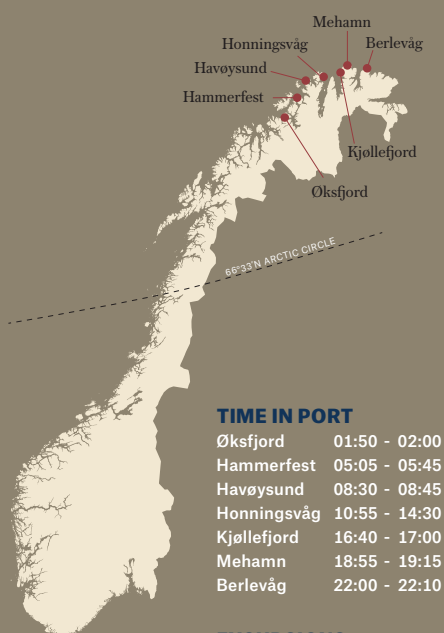 Mehamn
Honningsvåg
Berlevåg
Havøysund
Hammerfest
Kjøllefjord
Øksfjord
66°33'N ARCTIC CIRCLE
TIME IN PORT
Øksfjord 01:50 - 02:00
Hammerfest 05:05 - 05:45
Havøysund 08:30 - 08:45
Honningsvåg 10:55 - 14:30
Kjøllefjord 16:40 - 17:00
Mehamn 18:55 - 19:15
Berlevåg 22:00 - 22:10